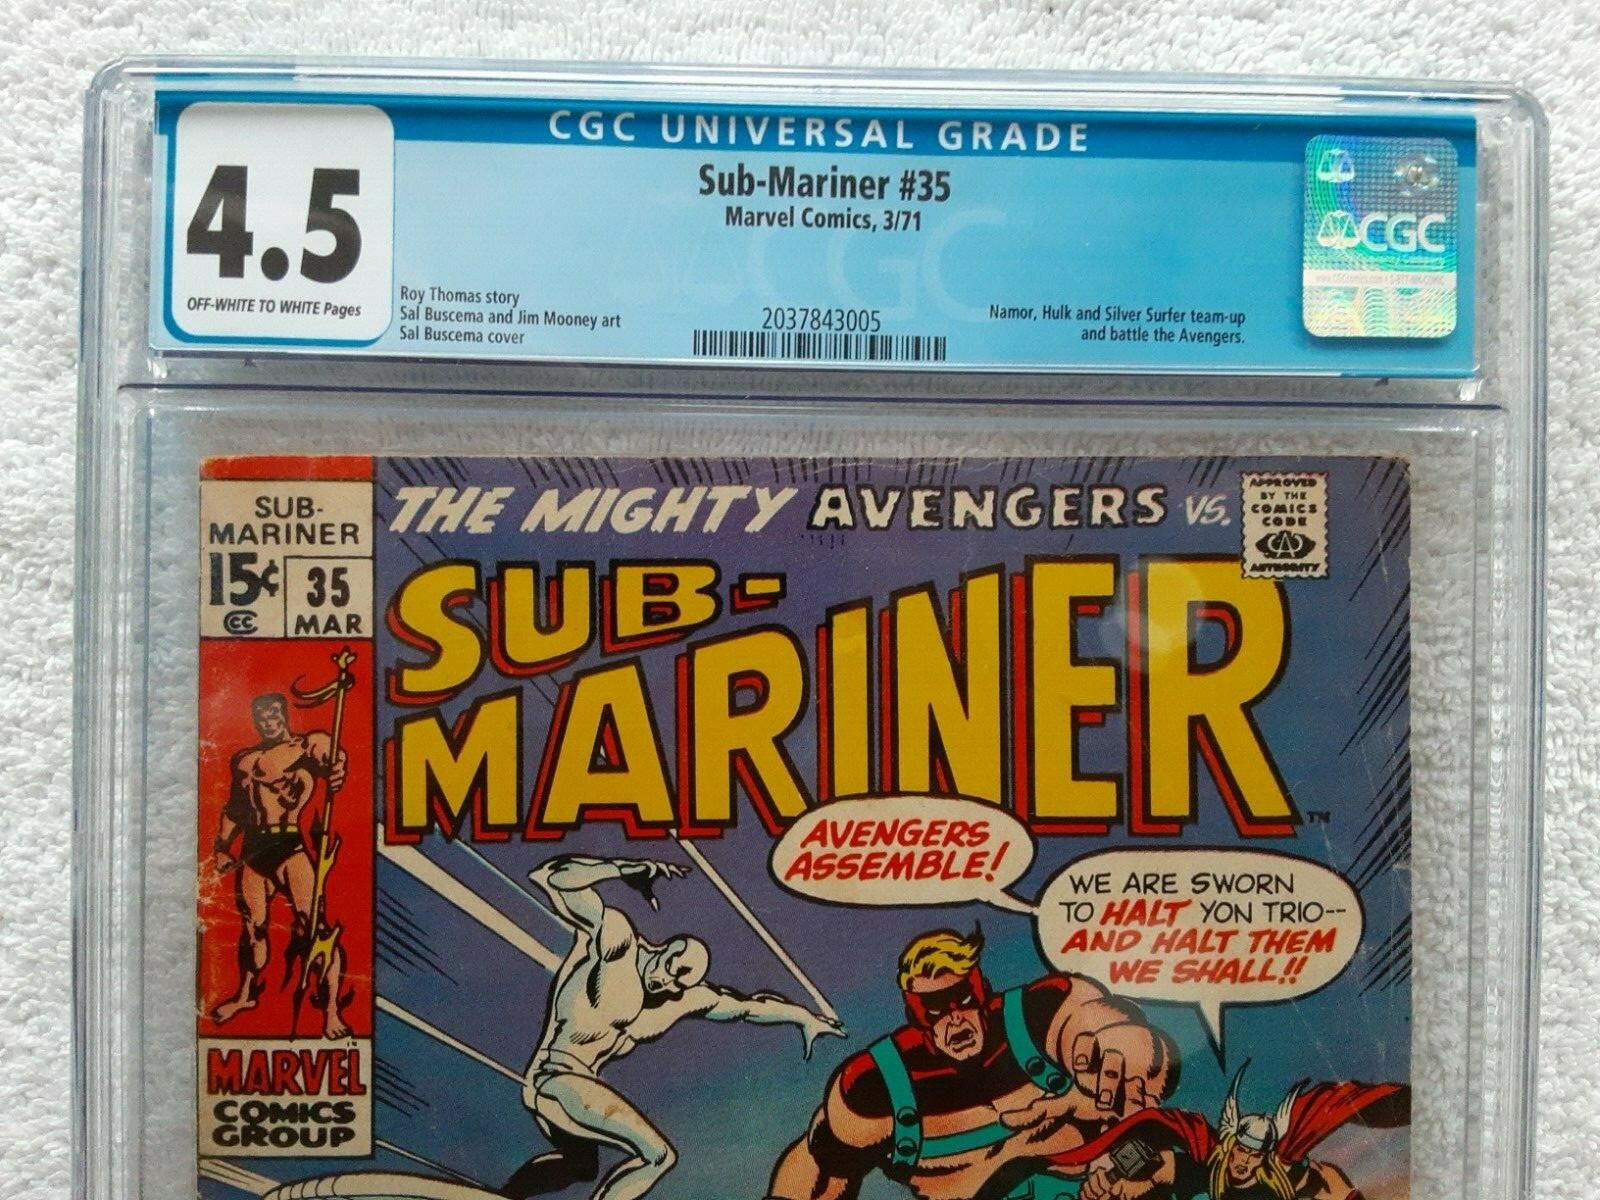 CGC UNIVERSAL GRADE
4.5
OFF-WHITE TO WHITE Pages
Sub-Mariner #35
Marvel Comics, 3/71
Roy Thomas story
Sal Buscema and Jim Mooney art
Sal Buscema cover
2037843005
Namor, Hulk and Silver Surfer team-up
and battle the Avengers.
CGC
CGC
SUB-
MARINER
15¢
CC
35
MAR
MARVEL
COMICS
GROUP
THE MIGHTY AVENGERS VS.
SUB-
MARINER
TM
APPROVED
BY THE
COMICS
CODE
CA
AUTHORITY
AVENGERS
ASSEMBLE!
WE ARE SWORN
TO HALT YON TRIO--
AND HALT THEM
WE SHALL!!